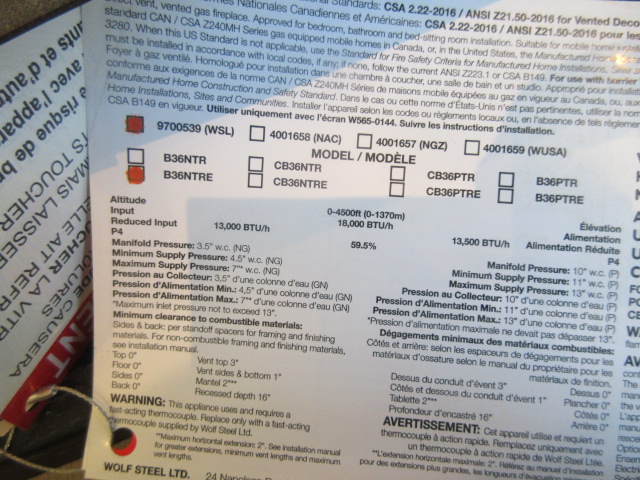 Standards: CSA 2.22-2016 / ANSI Z21.50-2016 for Vented Deco
mes Nationales Canadiennes et Américaines: CSA 2.22-2016 / ANSI Z21.50-2016 pour les
vent, vented gas fireplace. Approved for bedroom, bathroom and bed-sitting room installation. Suitable for mobile home
standard CAN / CSA Z240MH Series gas equipped mobile homes in Canada, or, in the United States, the
3280. When this US Standard is not applicable, use the Standard for Fire Safety Criteria for Manufactured Home Installations,
must be installed in accordance with local codes, if any; if none, follow the current ANSI Z223.1 or CSA B149. For use with barrier
Foyer à gaz ventilé. Homologué pour installation dans une chambre à coucher, une salle de bain et un studio. Approprié pour
conforme aux exigences de la norme CAN / CSA Z240MH Séries de maisons mobile équipées au gaz en vigueur au Canada, ou, au
Manufactured Home Construction and Safety Standard. Dans le cas ou cette norme d'États-Unis n'est pas pertinente, utiliser la
Home Installations, Sites and Communities. Installer l'appareil selon les codes ou règlements locaux ou, en l'absence de tels
CSA B149 en vigueur. Utiliser uniquement avec l'écran W565-0144. Suivre les instructions d'installation.
9700539 (WSL) 4001658 (NAC) 4001657 (NGZ) 4001659 (WUSA)
MODEL / MODÈLE
B36NTR CB36NTR CB36PTR B36PTR
B36NTRE CB36NTRE CB36PTRE B36PTRE
Altitude 0-4500ft (0-1370m) Élévation
Input 18,000 BTU/h Alimentation
Reduced Input 13,000 BTU/h 13,500 BTU/h Alimentation Réduite
P4 59.5% P4
Manifold Pressure: 3.5" w.c. (NG)
Minimum Supply Pressure: 4.5" w.c. (NG)
Maximum Supply Pressure: 7"* w.c. (NG)
Pression au Collecteur: 3,5" d'une colonne d'eau (GN)
Pression d'Alimentation Min.: 4,5" d'une colonne d'eau (GN)
Pression d'Alimentation Max.: 7"* d'une colonne d'eau (GN)
*Maximum inlet pressure not to exceed 13".
Manifold Pressure: 10" w.c. (P)
Minimum Supply Pressure: 11" w.c. (P)
Maximum Supply Pressure: 13" w.c. (P)
Pression au Collecteur: 10" d'une colonne d'eau (P)
Pression d'Alimentation Min.: 11" d'une colonne d'eau (P)
Pression d'Alimentation Max.: 13" d'une colonne d'eau (P)
*Pression d'alimentation maximale ne devait pas dépasser 13".
Minimum clearance to combustible materials:
Sides & back: per standoff spacers for framing and finishing
materials. For non-combustible framing and finishing materials,
see installation manual.
Top 0" Vent top 3"
Floor 0" Vent sides & bottom 1"
Sides 0" Mantel 2"**
Back 0" Recessed depth 16"
Dégagements minimaux des matériaux combustibles:
Côtés et arrière: selon les espaceurs de dégagements pour les
matériaux d'ossature selon le manual du propriétaire pour les
matériaux de finition.
Dessus du conduit d'évent 3" Dessus 0"
Côtés et dessous du conduit d'évent 1" Plancher 0"
Tablette 2"** Côtés 0"
Profondeur d'encastré 16" Arrière 0"
WARNING: This appliance uses and requires a
fast-acting thermocouple. Replace only with a fast-acting
thermocouple supplied by Wolf Steel Ltd.
**Maximum horizontal extension: 2". See installation manual
for greater extensions, minimum vent lengths and maximum
vent lengths.
AVERTISSEMENT: Cet appareil utilise et requiert un
thermocouple à action rapide. Remplacez uniquement avec
un thermocouple à action rapide de Wolf Steel Ltd.
**L'extension horizontale maximale: 2". Référez au manuel d'installation
pour des extensions plus grandes, les longueurs d'évacuation
WOLF STEEL LTD. 24 Napoleon